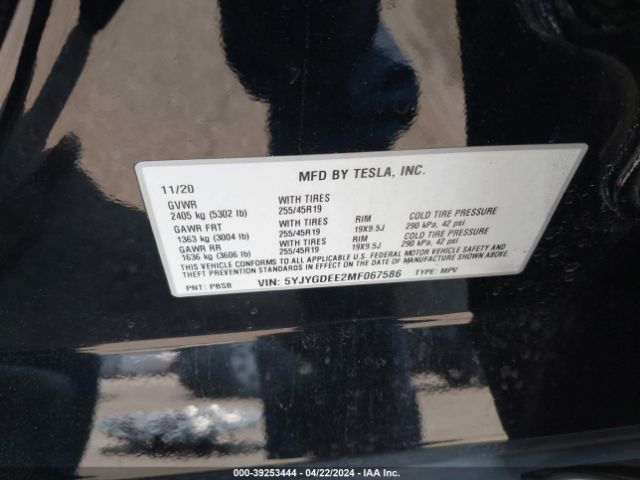 MFD BY TESLA, INC.
11/20
GVWR WITH TIRES
2405 kg (5302 lb) 255/45R19
GAWR FRT WITH TIRES RIM COLD TIRE PRESSURE
1363 kg (3004 lb) 255/45R19 19X9.5J 290 kPa, 42 psi
GAWR RR WITH TIRES RIM COLD TIRE PRESSURE
1636 kg (3606 lb) 255/45R19 19X9.5J 290 kPa, 42 psi
THIS VEHICLE CONFORMS TO ALL APPLICABLE U.S. FEDERAL MOTOR VEHICLE SAFETY AND
THEFT PREVENTION STANDARDS IN EFFECT ON THE DATE OF MANUFACTURE SHOWN ABOVE.
PNT: PBSB VIN: 5YJYGDEE2MF067586 TYPE: MPV
000-39253444 - 04/22/2024 - IAA Inc.